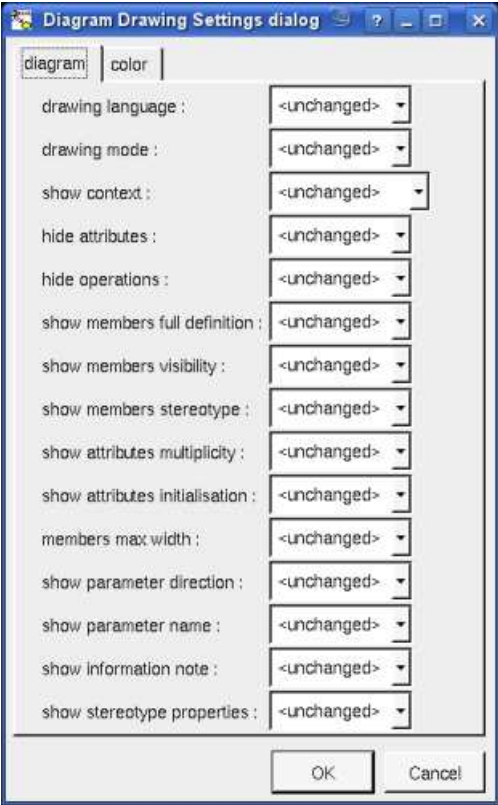 Diagram Drawing Settings dialog ?
diagram color
drawing language : <unchanged>
drawing mode : <unchanged>
show context : <unchanged>
hide attributes : <unchanged>
hide operations : <unchanged>
show members full definition : <unchanged>
show members visibility : <unchanged>
show members stereotype : <unchanged>
show attributes multiplicity : <unchanged>
show attributes initialisation : <unchanged>
members max width : <unchanged>
show parameter direction : <unchanged>
show parameter name : <unchanged>
show information note : <unchanged>
show stereotype properties : <unchanged>
OK Cancel